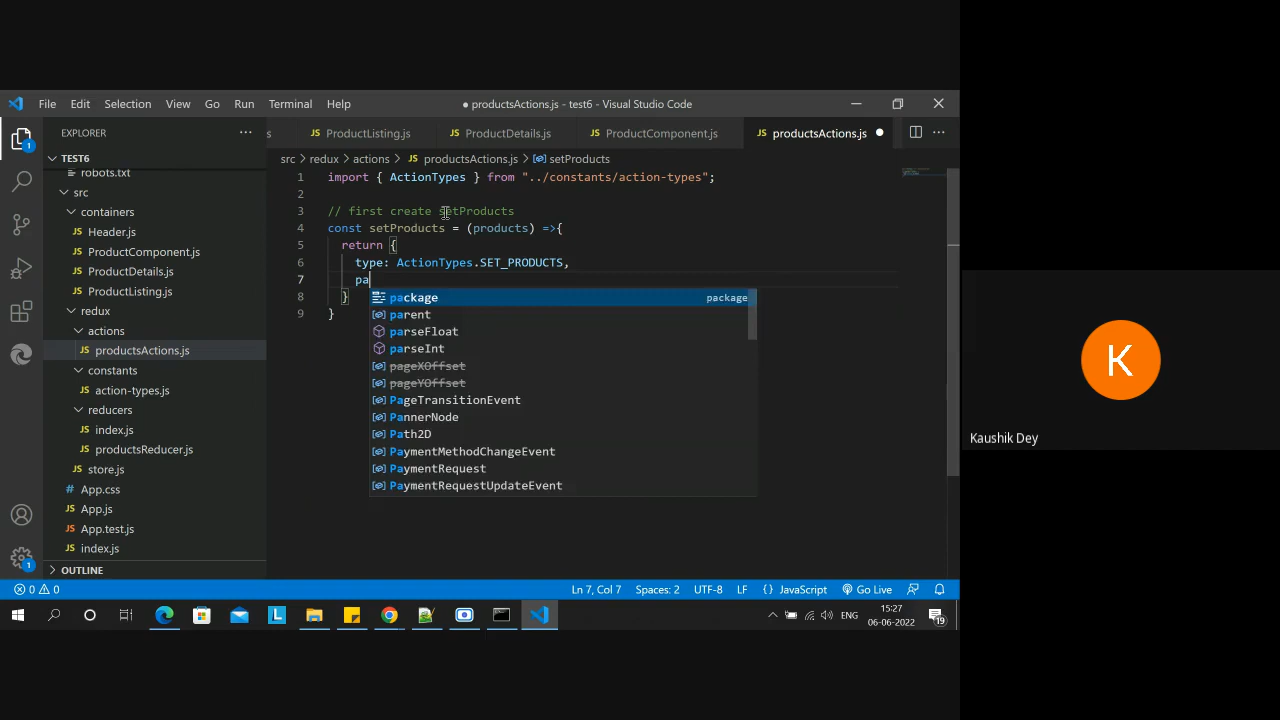 File Edit Selection View Go Run Terminal Help
● productsActions.js - test6 - Visual Studio Code
EXPLORER
TEST6
robots.txt
src
containers
Header.js
ProductComponent.js
ProductDetails.js
ProductListing.js
redux
actions
productsActions.js
constants
action-types.js
reducers
index.js
productsReducer.js
store.js
App.css
App.js
App.test.js
index.js
OUTLINE
s ProductListing.js ProductDetails.js ProductComponent.js productsActions.js ●
src > redux > actions > productsActions.js > setProducts
1 import { ActionTypes } from "../constants/action-types";
2
3 // first create setProducts
4 const setProducts = (products) =>{
5 return {
6 type: ActionTypes.SET_PRODUCTS,
7 pa
8 }
9 }
package package
parent
parseFloat
parseInt
pageXOffset
pageYOffset
PageTransitionEvent
PannerNode
Path2D
PaymentMethodChangeEvent
PaymentRequest
PaymentRequestUpdateEvent
0 0 Ln 7, Col 7 Spaces: 2 UTF-8 LF {} JavaScript Go Live
ENG 15:27
06-06-2022
19
K
Kaushik Dey